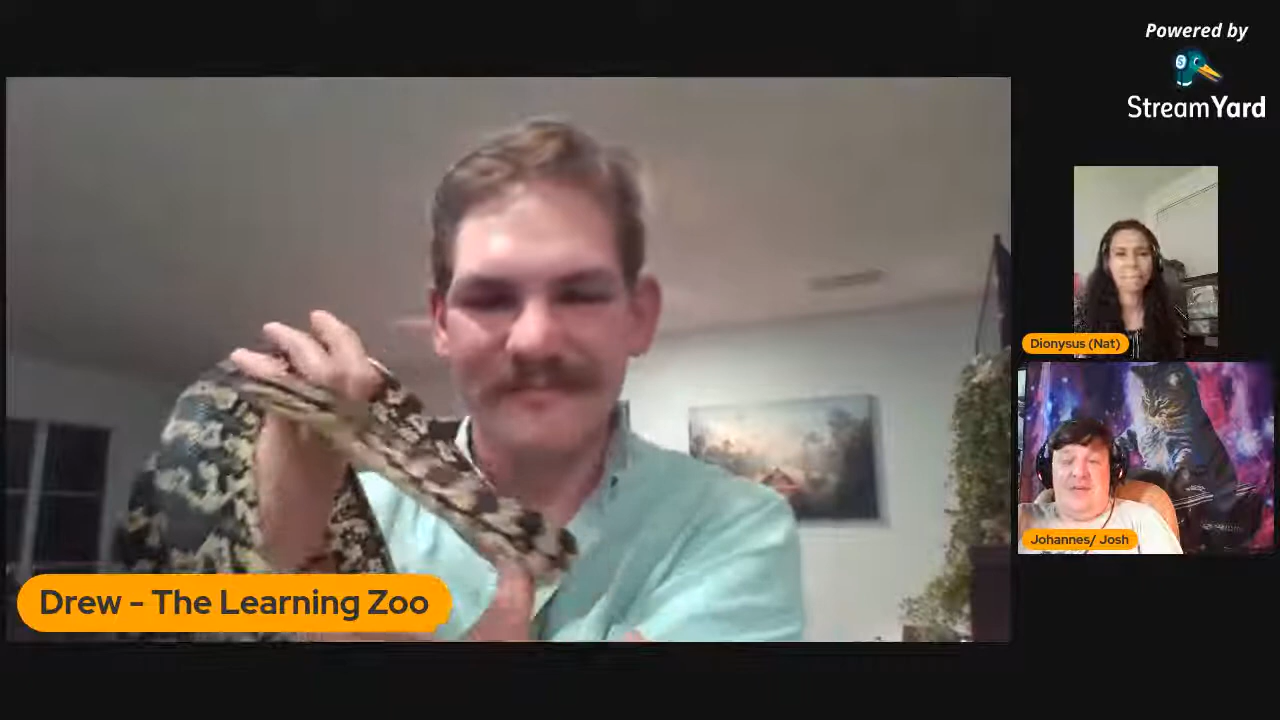 Powered by
StreamYard
Dionysus (Nat)
Johannes/ Josh
Drew - The Learning Zoo